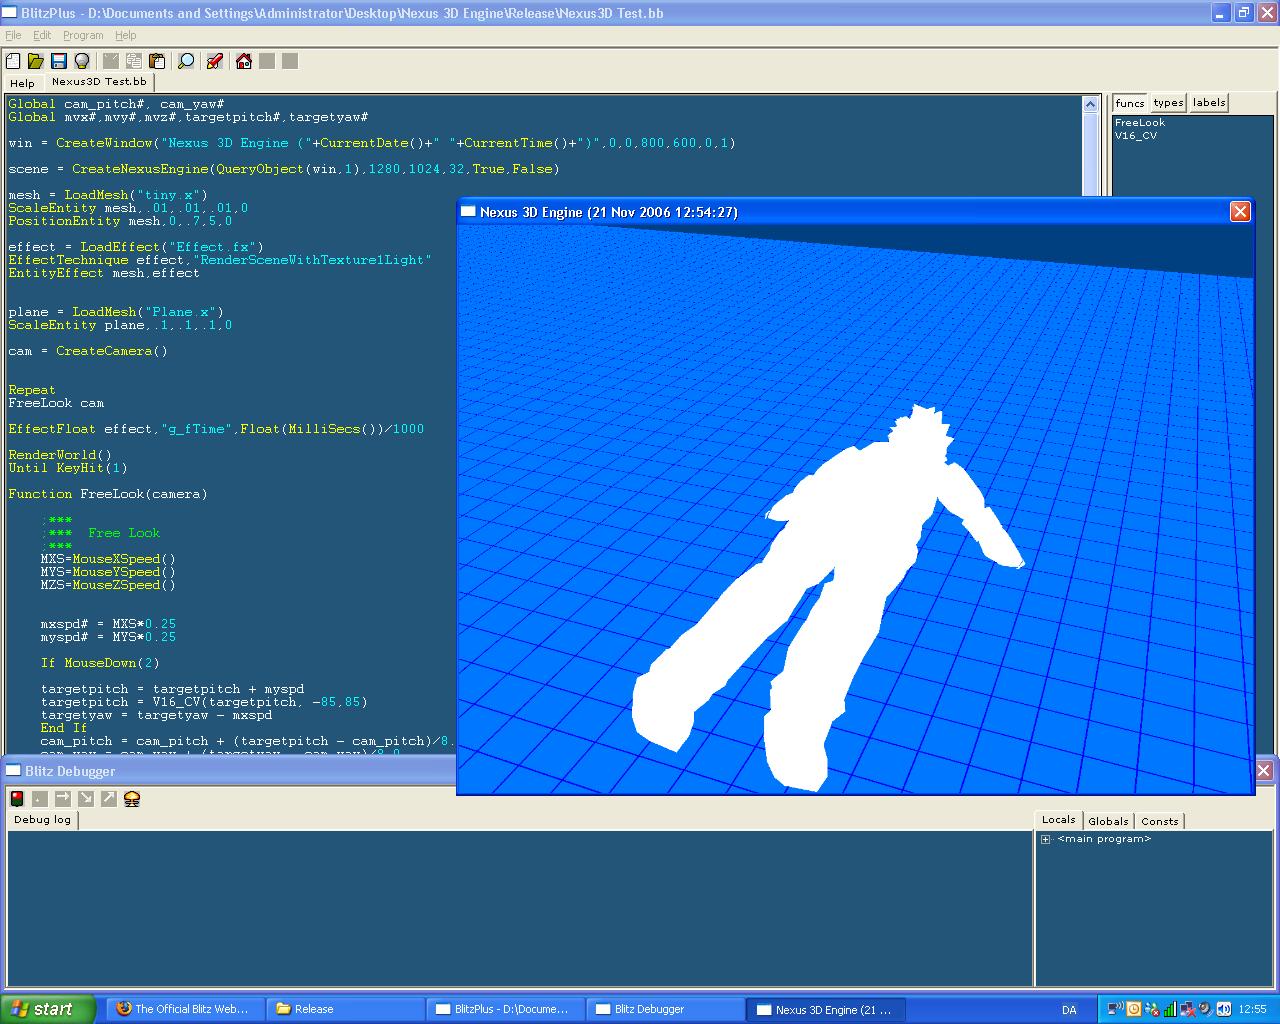 BlitzPlus - D:\Documents and Settings\Administrator\Desktop\Nexus 3D Engine\Release\Nexus3D Test.bb
File Edit Program Help
Help Nexus3D Test.bb
funcs types labels
FreeLook
V16_CV
Global cam_pitch#, cam_yaw#
Global mvx#,mvy#,mvz#,targetpitch#,targetyaw#
win = CreateWindow("Nexus 3D Engine ("+CurrentDate()+" "+CurrentTime()+")",0,0,800,600,0,1)
scene = CreateNexusEngine(QueryObject(win,1),1280,1024,32,True,False)
mesh = LoadMesh("tiny.x")
ScaleEntity mesh,.01,.01,.01,0
PositionEntity mesh,0,.7,5,0
effect = LoadEffect("Effect.fx")
EffectTechnique effect,"RenderSceneWithTexture1Light"
EntityEffect mesh,effect
plane = LoadMesh("Plane.x")
ScaleEntity plane,.1,.1,.1,0
cam = CreateCamera()
Repeat
FreeLook cam
EffectFloat effect,"g_fTime",Float(MilliSecs())/1000
RenderWorld()
Until KeyHit(1)
Function FreeLook(camera)
;***
;*** Free Look
;***
MXS=MouseXSpeed()
MYS=MouseYSpeed()
MZS=MouseZSpeed()
mxspd# = MXS*0.25
myspd# = MYS*0.25
If MouseDown(2)
targetpitch = targetpitch + myspd
targetpitch = V16_CV(targetpitch, -85,85)
targetyaw = targetyaw - mxspd
End If
cam_pitch = cam_pitch + (targetpitch - cam_pitch)/8.
cam_yaw = cam_yaw + (targetyaw - cam_yaw)/8.0
Nexus 3D Engine (21 Nov 2006 12:54:27)
Blitz Debugger
Debug log
Locals Globals Consts
<main program>
start
The Official Blitz Web...
Release
BlitzPlus - D:\Docume...
Blitz Debugger
Nexus 3D Engine (21 ...
DA
12:55